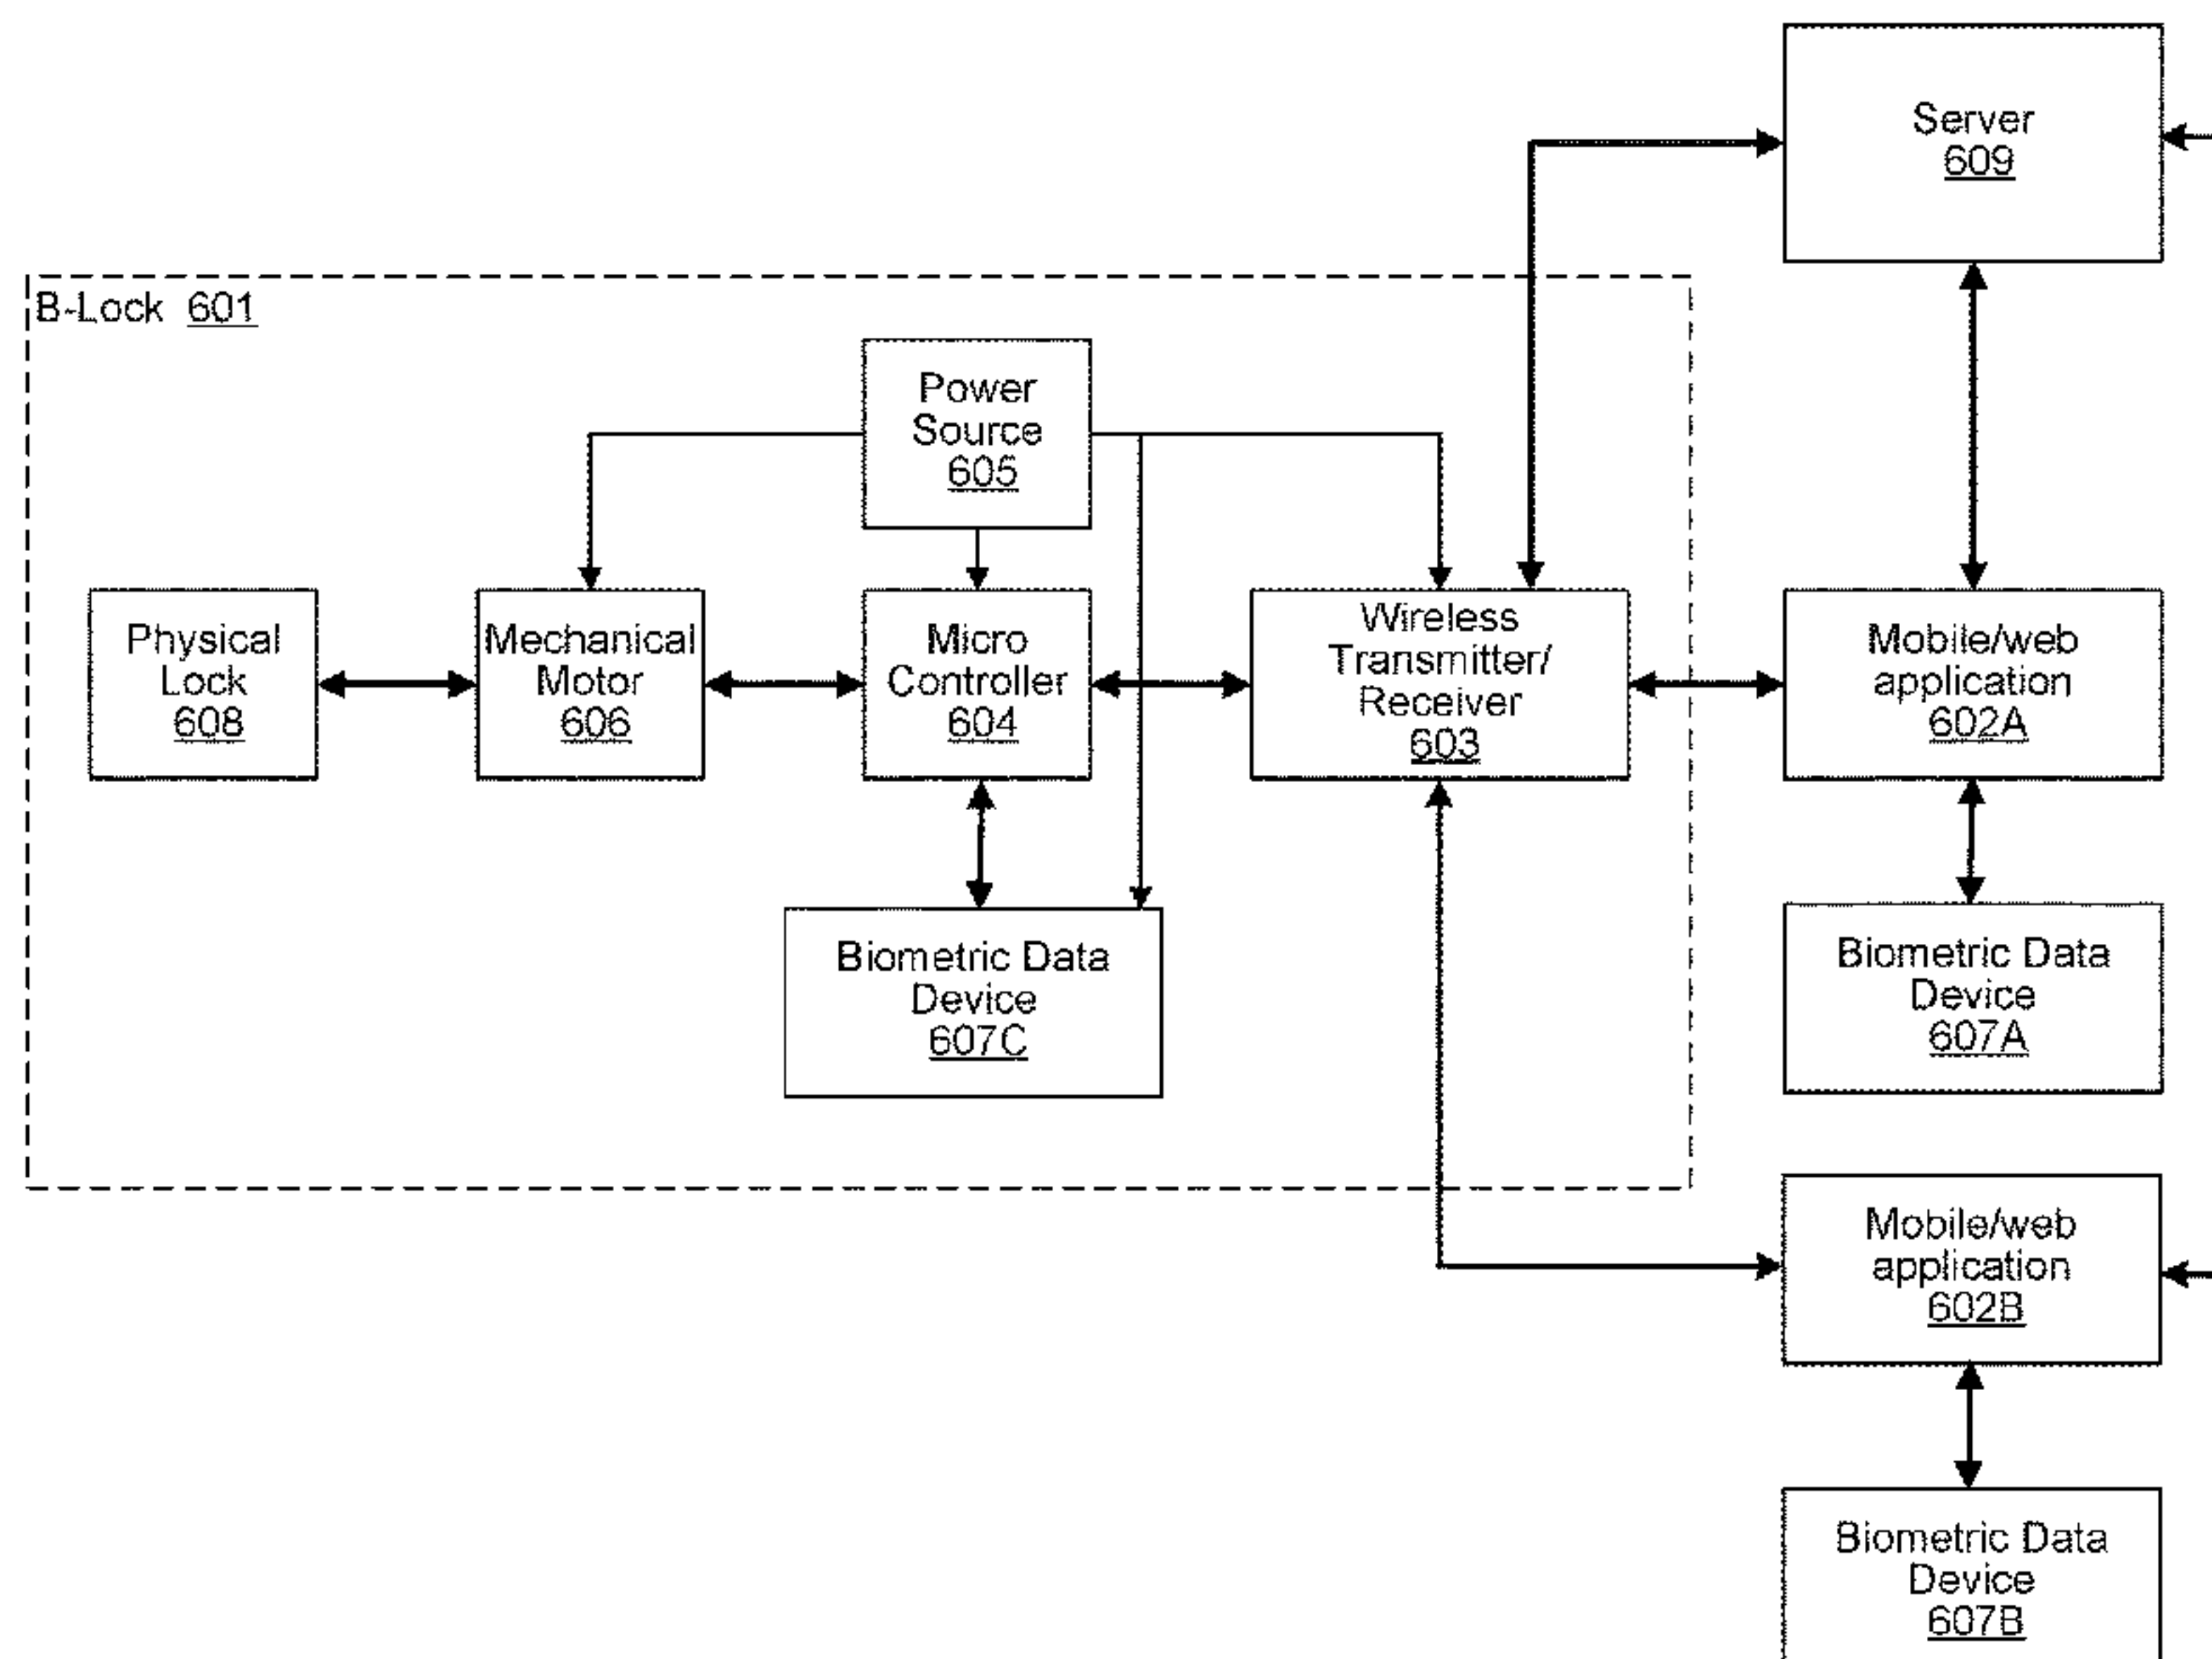 Server
609
B-Lock 601
Power
Source
605
Physical
Lock
608
Mechanical
Motor
606
Micro
Controller
604
Wireless
Transmitter/
Receiver
603
Mobile/web
application
602A
Biometric Data
Device
607C
Biometric Data
Device
607A
Mobile/web
application
602B
Biometric Data
Device
607B